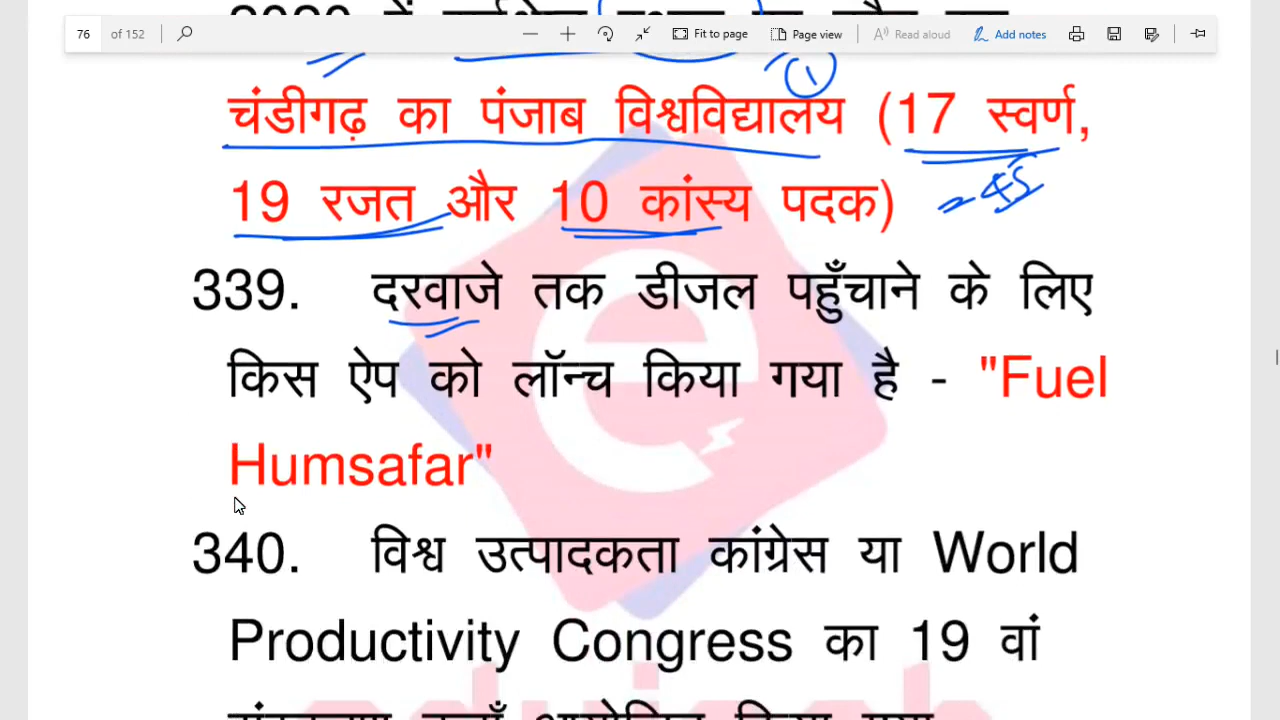 76 of 152 Fit to page Page view Read aloud Add notes
चंडीगढ़ का पंजाब विश्वविद्यालय (17 स्वर्ण,
19 रजत और 10 कांस्य पदक)
= 45
339. दरवाजे तक डीजल पहुँचाने के लिए
किस ऐप को लॉन्च किया गया है - "Fuel
Humsafar"
340. विश्व उत्पादकता कांग्रेस या World
Productivity Congress का 19 वां